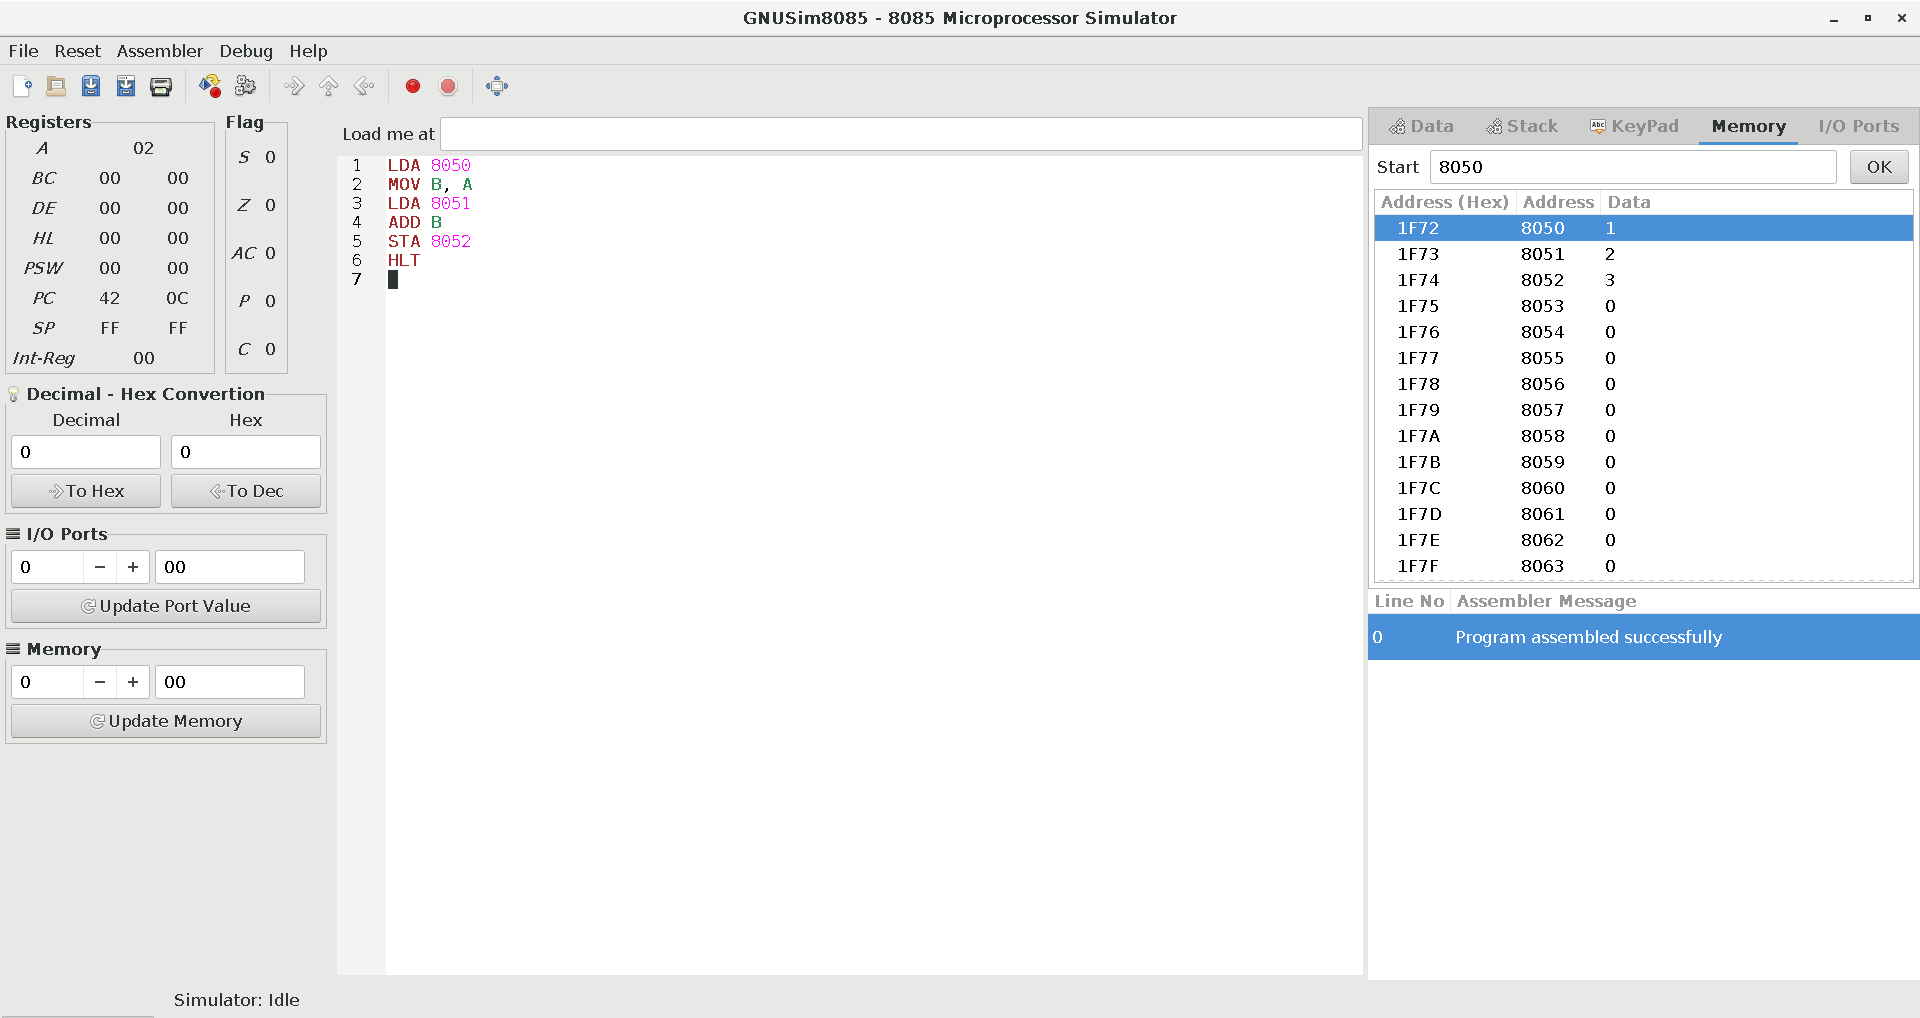 GNUSim8085 - 8085 Microprocessor Simulator
File Reset Assembler Debug Help
Registers
A 02
BC 00 00
DE 00 00
HL 00 00
PSW 00 00
PC 42 0C
SP FF FF
Int-Reg 00
Flag
S 0
Z 0
AC 0
P 0
C 0
Decimal - Hex Convertion
Decimal Hex
0 0
To Hex To Dec
I/O Ports
0 − + 00
Update Port Value
Memory
0 − + 00
Update Memory
Load me at
1 LDA 8050
2 MOV B, A
3 LDA 8051
4 ADD B
5 STA 8052
6 HLT
7
Data Stack Abc KeyPad Memory I/O Ports
Start 8050 OK
Address (Hex) Address Data
1F72 8050 1
1F73 8051 2
1F74 8052 3
1F75 8053 0
1F76 8054 0
1F77 8055 0
1F78 8056 0
1F79 8057 0
1F7A 8058 0
1F7B 8059 0
1F7C 8060 0
1F7D 8061 0
1F7E 8062 0
1F7F 8063 0
Line No Assembler Message
0 Program assembled successfully
Simulator: Idle